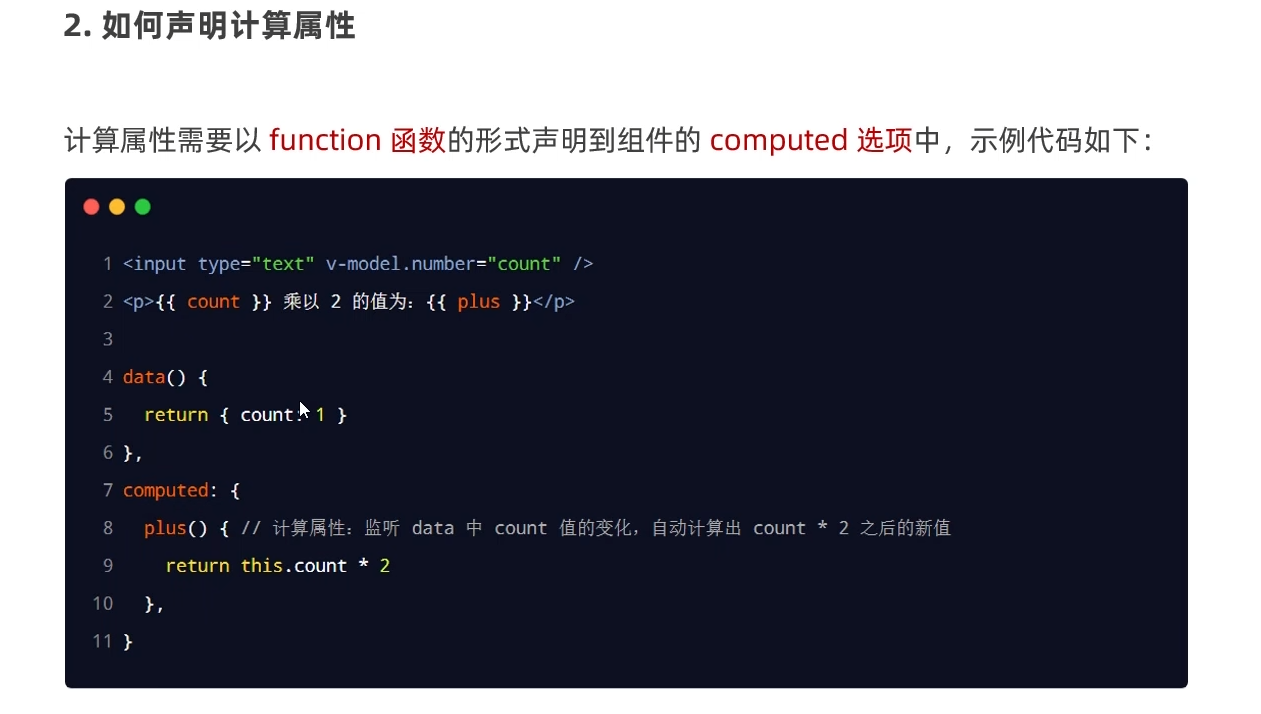 2. 如何声明计算属性
计算属性需要以 function 函数的形式声明到组件的 computed 选项中，示例代码如下：
1 <input type="text" v-model.number="count" />
2 <p>{{ count }} 乘以 2 的值为：{{ plus }}</p>
3
4 data() {
5   return { count: 1 }
6 },
7 computed: {
8   plus() { // 计算属性：监听 data 中 count 值的变化，自动计算出 count * 2 之后的新值
9     return this.count * 2
10   },
11 }